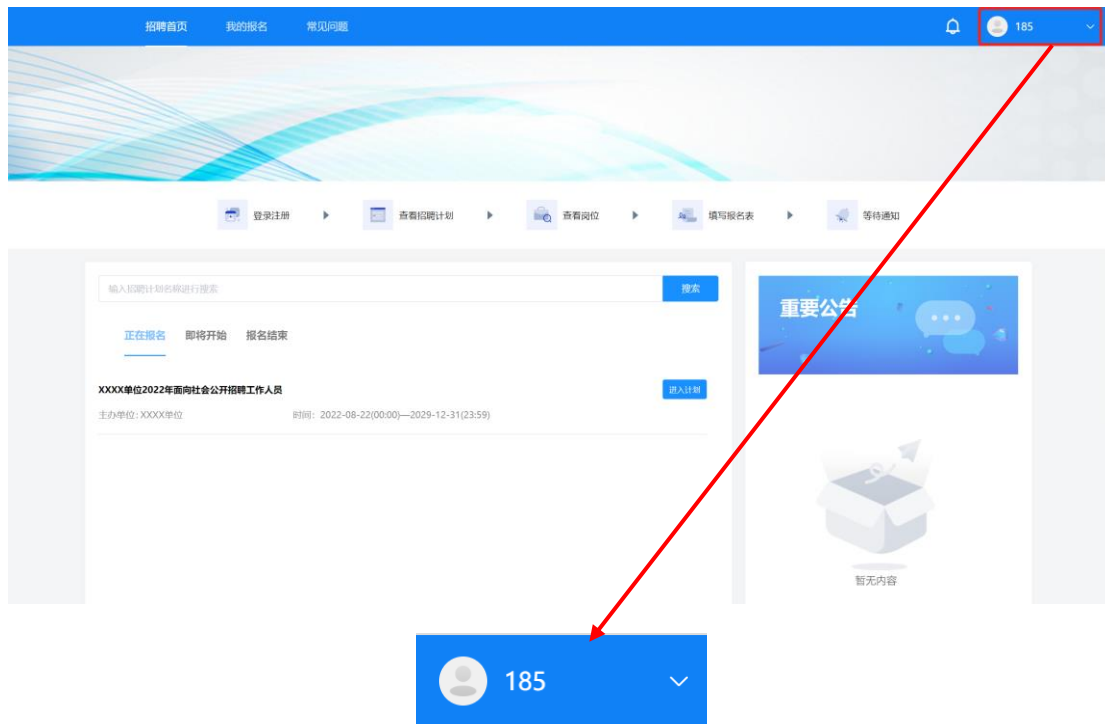 招聘首页 我的报名 常见问题 185
登录注册 查看招聘计划 查看岗位 填写报名表 等待通知
输入招聘计划名称进行搜索 搜索
重要公告
正在报名 即将开始 报名结束
XXXX单位2022年面向社会公开招聘工作人员 进入计划
主办单位: XXXX单位 时间: 2022-08-22(00:00)—2029-12-31(23:59)
暂无内容
185